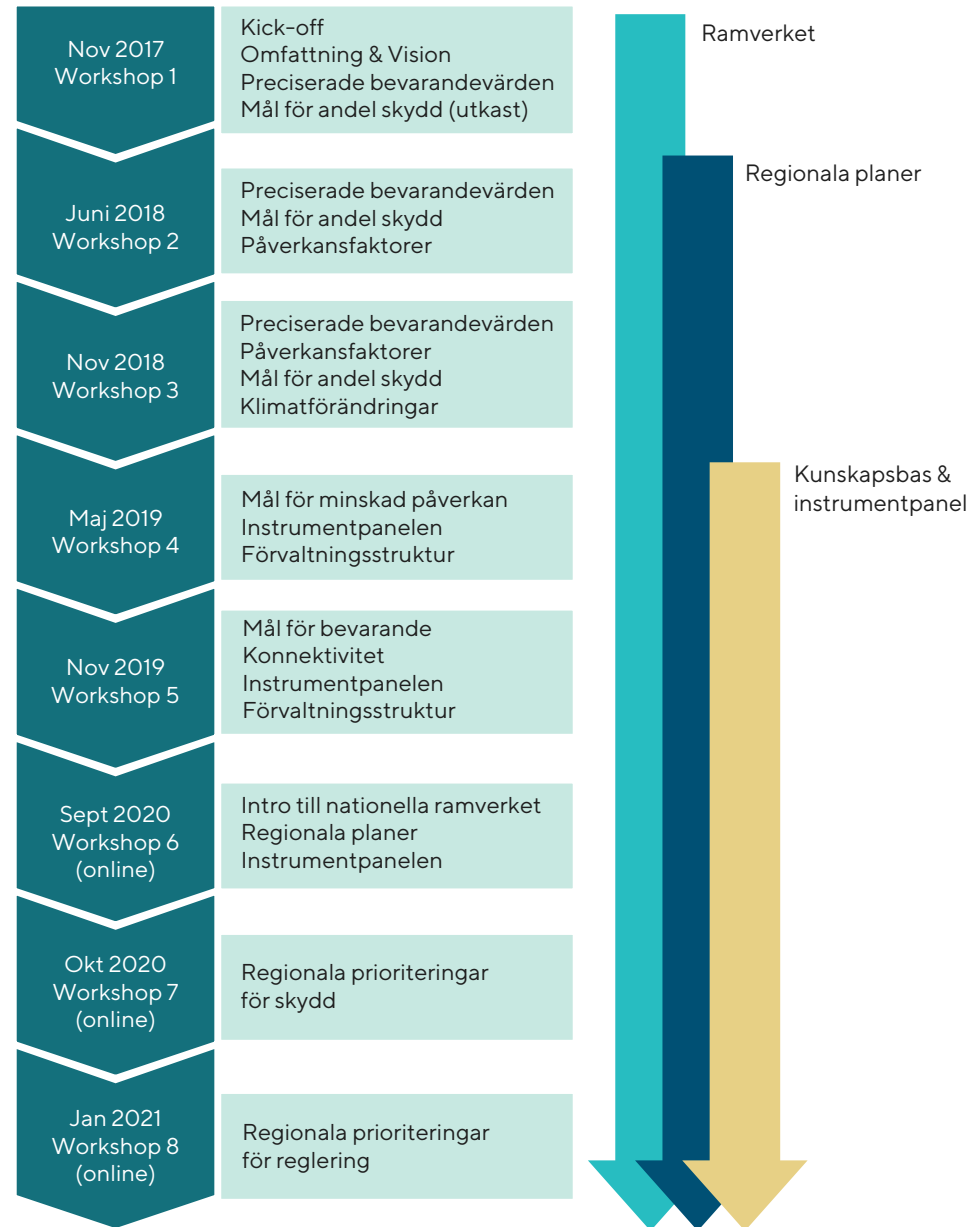 Nov 2017
Workshop 1
Kick-off
Omfattning & Vision
Preciserade bevarandevärden
Mål för andel skydd (utkast)
Ramverket
Juni 2018
Workshop 2
Preciserade bevarandevärden
Mål för andel skydd
Påverkansfaktorer
Regionala planer
Nov 2018
Workshop 3
Preciserade bevarandevärden
Påverkansfaktorer
Mål för andel skydd
Klimatförändringar
Maj 2019
Workshop 4
Mål för minskad påverkan
Instrumentpanelen
Förvaltningsstruktur
Kunskapsbas &
instrumentpanel
Nov 2019
Workshop 5
Mål för bevarande
Konnektivitet
Instrumentpanelen
Förvaltningsstruktur
Sept 2020
Workshop 6
(online)
Intro till nationella ramverket
Regionala planer
Instrumentpanelen
Okt 2020
Workshop 7
(online)
Regionala prioriteringar
för skydd
Jan 2021
Workshop 8
(online)
Regionala prioriteringar
för reglering